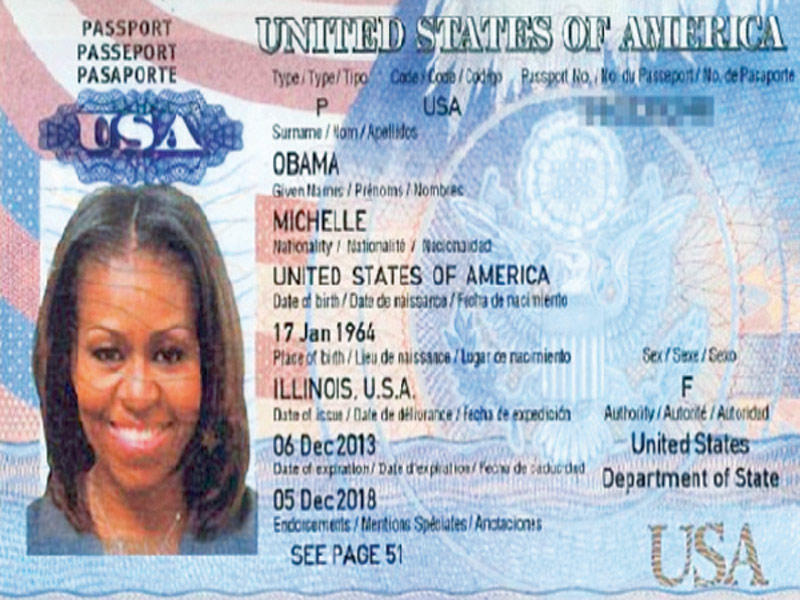 PASSPORT
PASSEPORT
PASAPORTE
UNITED STATES OF AMERICA
USA
Type / Type / Tipo Code / Code / Codigo Passport No. / No. du Passeport / No. de Pasaporte
P USA
Surname / Nom / Apellidos
OBAMA
Given Names / Prénoms / Nombres
MICHELLE
Nationality / Nationalité / Nacionalidad
UNITED STATES OF AMERICA
Date of birth / Date de naissance / Fecha de nacimiento
17 Jan 1964
Place of birth / Lieu de naissance / Lugar de nacimiento Sex / Sexe / Sexo
ILLINOIS, U.S.A. F
Date of issue / Date de délivrance / Fecha de expedición Authority / Autorité / Autoridad
06 Dec 2013 United States
Date of expiration / Date d'expiration / Fecha de caducidad Department of State
05 Dec 2018
Endorsements / Mentions Spéciales / Anotaciones
SEE PAGE 51
USA